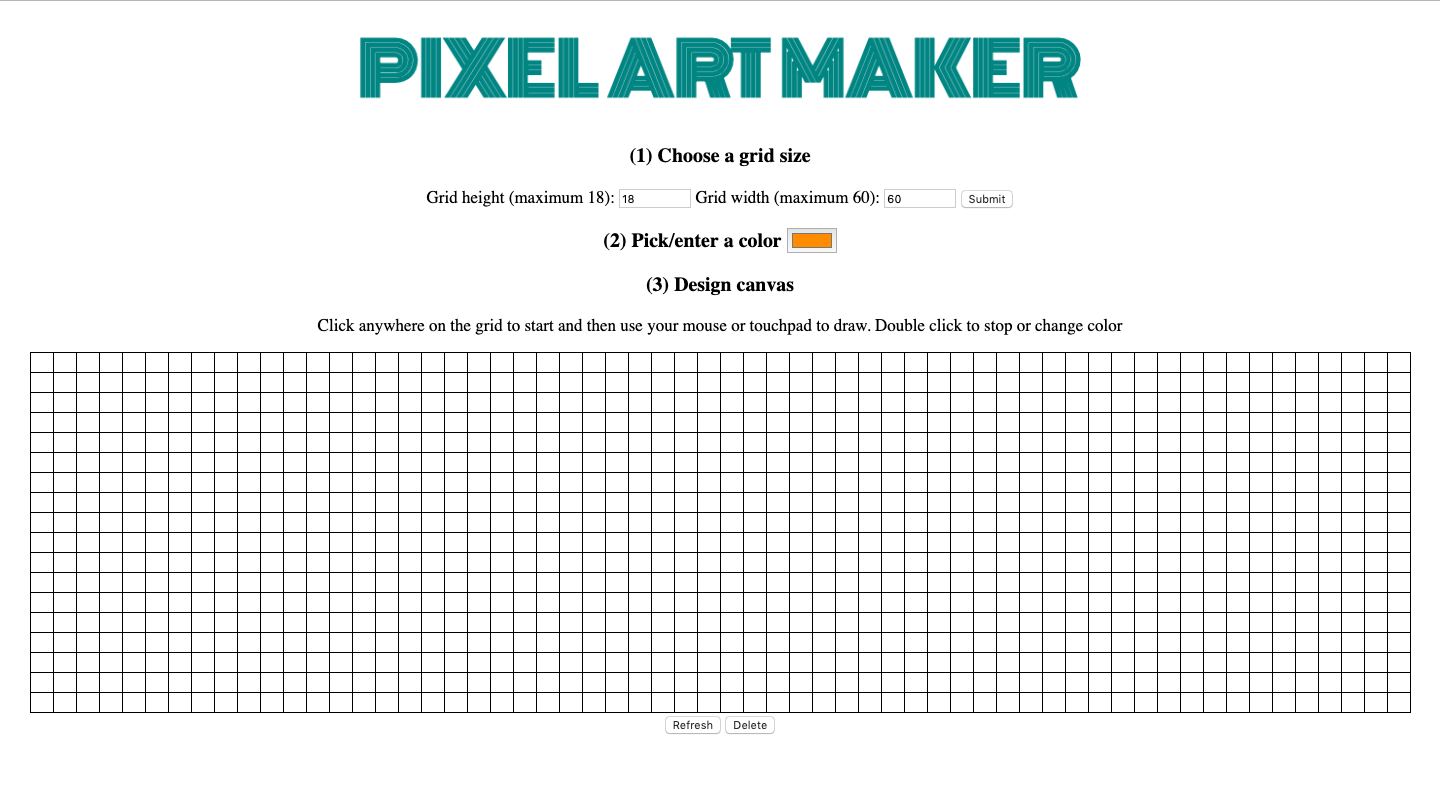 PIXEL ART MAKER
(1) Choose a grid size
Grid height (maximum 18): 18 Grid width (maximum 60): 60 Submit
(2) Pick/enter a color
(3) Design canvas
Click anywhere on the grid to start and then use your mouse or touchpad to draw. Double click to stop or change color
Refresh Delete